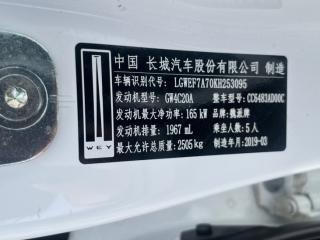 中国 长城汽车股份有限公司 制造
车辆识别代号: LGWEF7A70KH253095
发动机型号: GW4C20A 整车型号: CC6483AD00C
发动机最大净功率: 165 kW 品牌: 魏派牌
发动机排量: 1967 mL 乘坐人数: 5 人
最大允许总质量: 2505 kg 制造年月: 2019-03
WEY